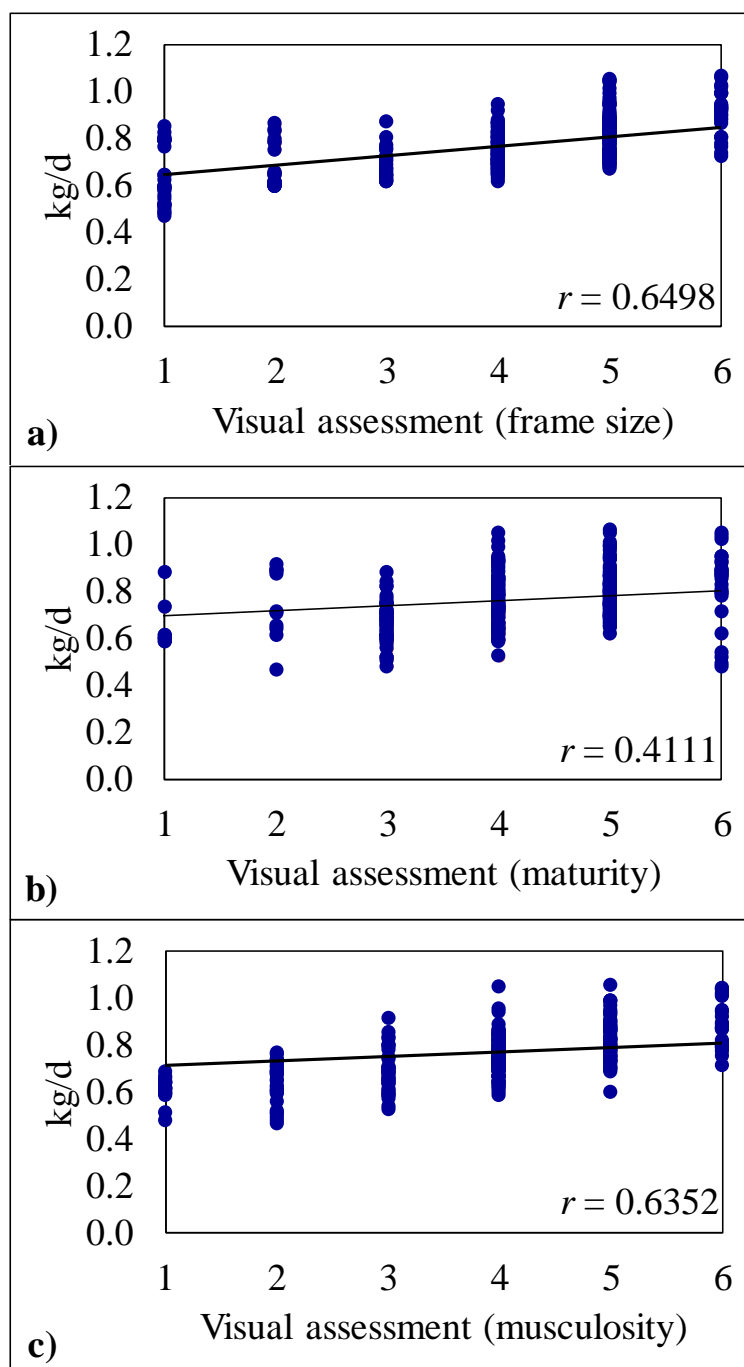 1.2
1.0
0.8
0.6
0.4
0.2
0.0
kg/d
r = 0.6498
1 2 3 4 5 6
Visual assessment (frame size)
a)
1.2
1.0
0.8
0.6
0.4
0.2
0.0
kg/d
r = 0.4111
1 2 3 4 5 6
Visual assessment (maturity)
b)
1.2
1.0
0.8
0.6
0.4
0.2
0.0
kg/d
r = 0.6352
1 2 3 4 5 6
Visual assessment (musculosity)
c)